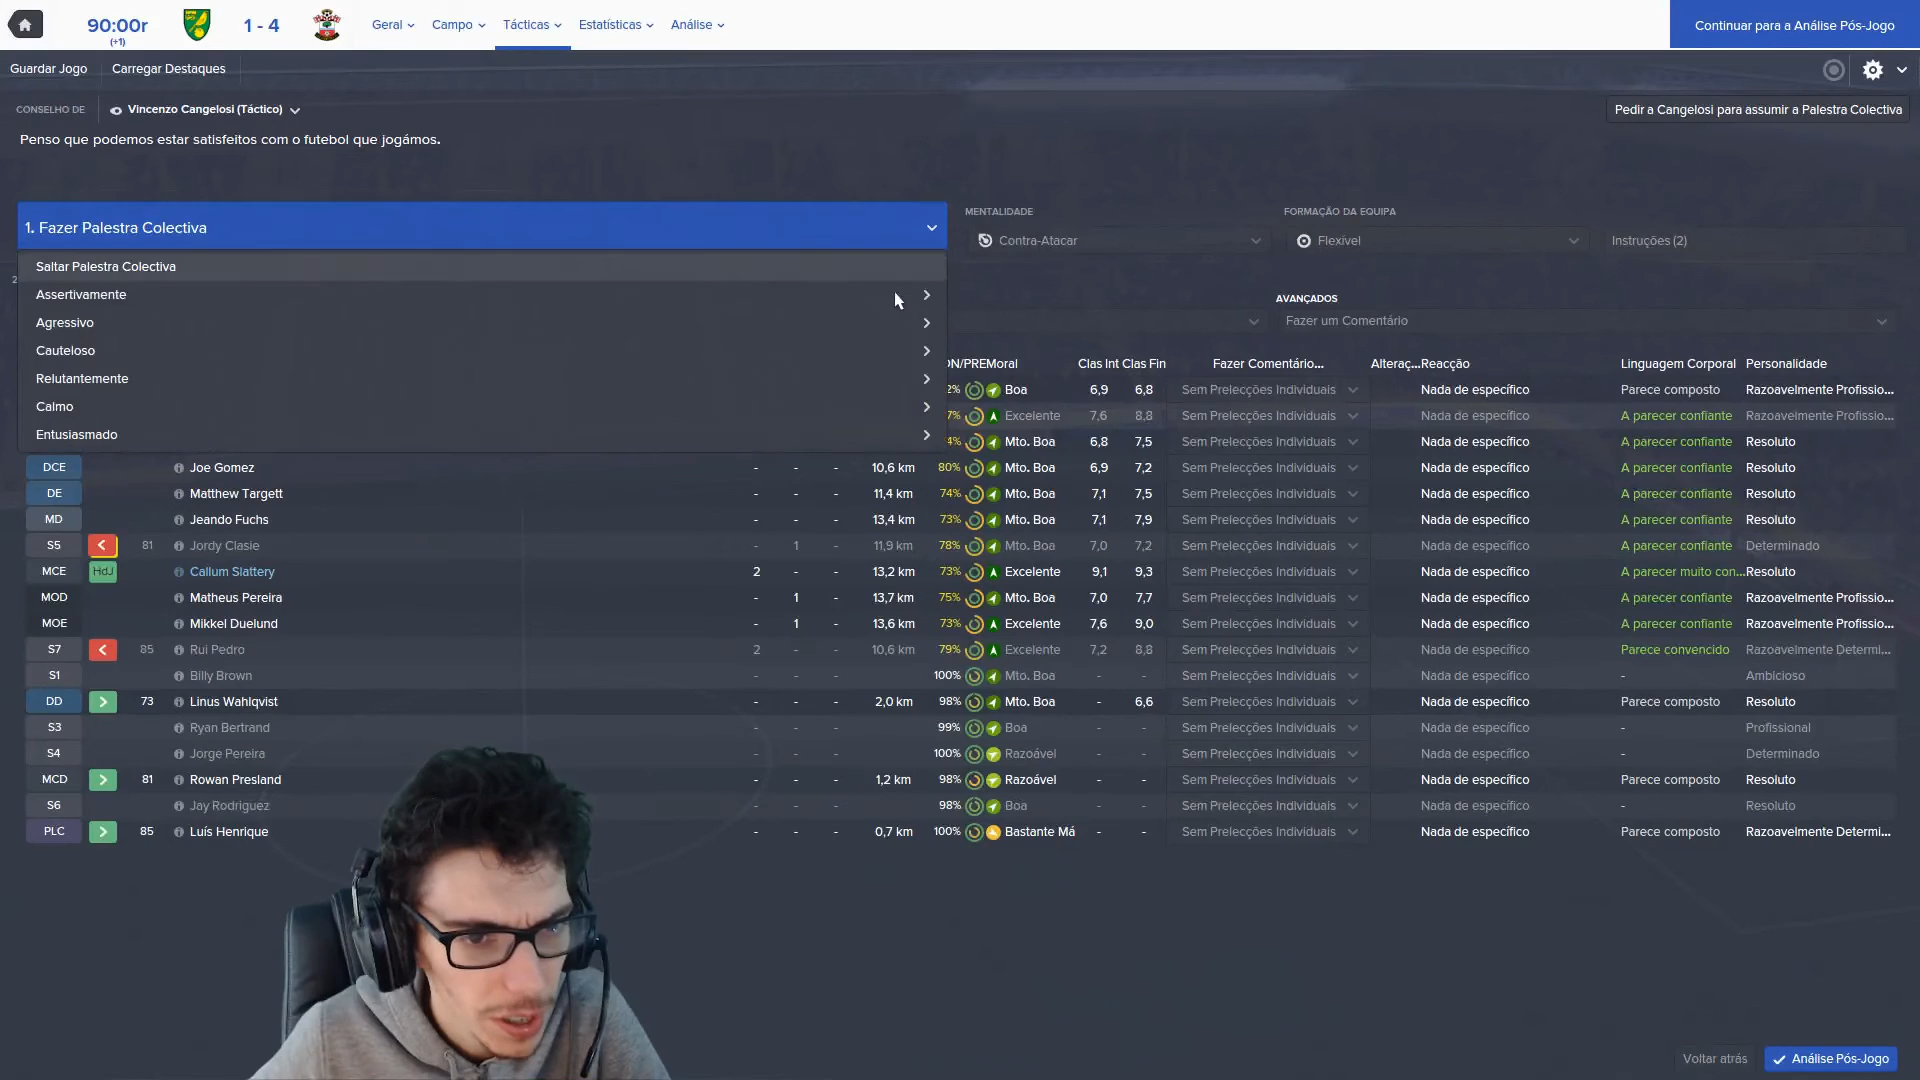 90:00r
(+1)
1 - 4
Geral
Campo
Tácticas
Estatísticas
Análise
Continuar para a Análise Pós-Jogo
Guardar Jogo
Carregar Destaques
CONSELHO DE
Vincenzo Cangelosi (Táctico)
Pedir a Cangelosi para assumir a Palestra Colectiva
Penso que podemos estar satisfeitos com o futebol que jogámos.
1. Fazer Palestra Colectiva
MENTALIDADE
FORMAÇÃO DA EQUIPA
Contra-Atacar
Flexível
Instruções (2)
Saltar Palestra Colectiva
Assertivamente
Agressivo
Cauteloso
Relutantemente
Calmo
Entusiasmado
AVANÇADOS
Fazer um Comentário
Moral Clas Int Clas Fin Fazer Comentário... Alteraç... Reacção Linguagem Corporal Personalidade
2% Boa 6,9 6,8 Sem Prelecções Individuais Nada de específico Parece composto Razoavelmente Profissio...
7% Excelente 7,6 8,8 Sem Prelecções Individuais Nada de específico A parecer confiante Razoavelmente Profissio...
4% Mto. Boa 6,8 7,5 Sem Prelecções Individuais Nada de específico A parecer confiante Resoluto
DCE Joe Gomez - - - 10,6 km 80% Mto. Boa 6,9 7,2 Sem Prelecções Individuais Nada de específico A parecer confiante Resoluto
DE Matthew Targett - - - 11,4 km 74% Mto. Boa 7,1 7,5 Sem Prelecções Individuais Nada de específico A parecer confiante Resoluto
MD Jeando Fuchs - - - 13,4 km 73% Mto. Boa 7,1 7,9 Sem Prelecções Individuais Nada de específico A parecer confiante Resoluto
S5 81 Jordy Clasie - 1 - 11,9 km 78% Mto. Boa 7,0 7,2 Sem Prelecções Individuais Nada de específico A parecer confiante Determinado
MCE HdJ Callum Slattery 2 - - 13,2 km 73% Excelente 9,1 9,3 Sem Prelecções Individuais Nada de específico A parecer muito con... Resoluto
MOD Matheus Pereira - 1 - 13,7 km 75% Mto. Boa 7,0 7,7 Sem Prelecções Individuais Nada de específico A parecer confiante Razoavelmente Profissio...
MOE Mikkel Duelund - 1 - 13,6 km 73% Excelente 7,6 9,0 Sem Prelecções Individuais Nada de específico A parecer confiante Razoavelmente Profissio...
S7 85 Rui Pedro 2 - - 10,6 km 79% Excelente 7,2 8,8 Sem Prelecções Individuais Nada de específico Parece convencido Razoavelmente Determi...
S1 Billy Brown - - - 100% Mto. Boa - - Sem Prelecções Individuais Nada de específico - Ambicioso
DD 73 Linus Wahlqvist - - - 2,0 km 98% Mto. Boa - 6,6 Sem Prelecções Individuais Nada de específico Parece composto Resoluto
S3 Ryan Bertrand - - - 99% Boa - - Sem Prelecções Individuais Nada de específico - Profissional
S4 Jorge Pereira - - - 100% Razoável - - Sem Prelecções Individuais Nada de específico - Determinado
MCD 81 Rowan Presland - - - 1,2 km 98% Razoável - - Sem Prelecções Individuais Nada de específico Parece composto Resoluto
S6 Jay Rodriguez - - - 98% Boa - - Sem Prelecções Individuais Nada de específico - Resoluto
PLC 85 Luís Henrique - - - 0,7 km 100% Bastante Má - - Sem Prelecções Individuais Nada de específico Parece composto Razoavelmente Determi...
Voltar atrás
Análise Pós-Jogo